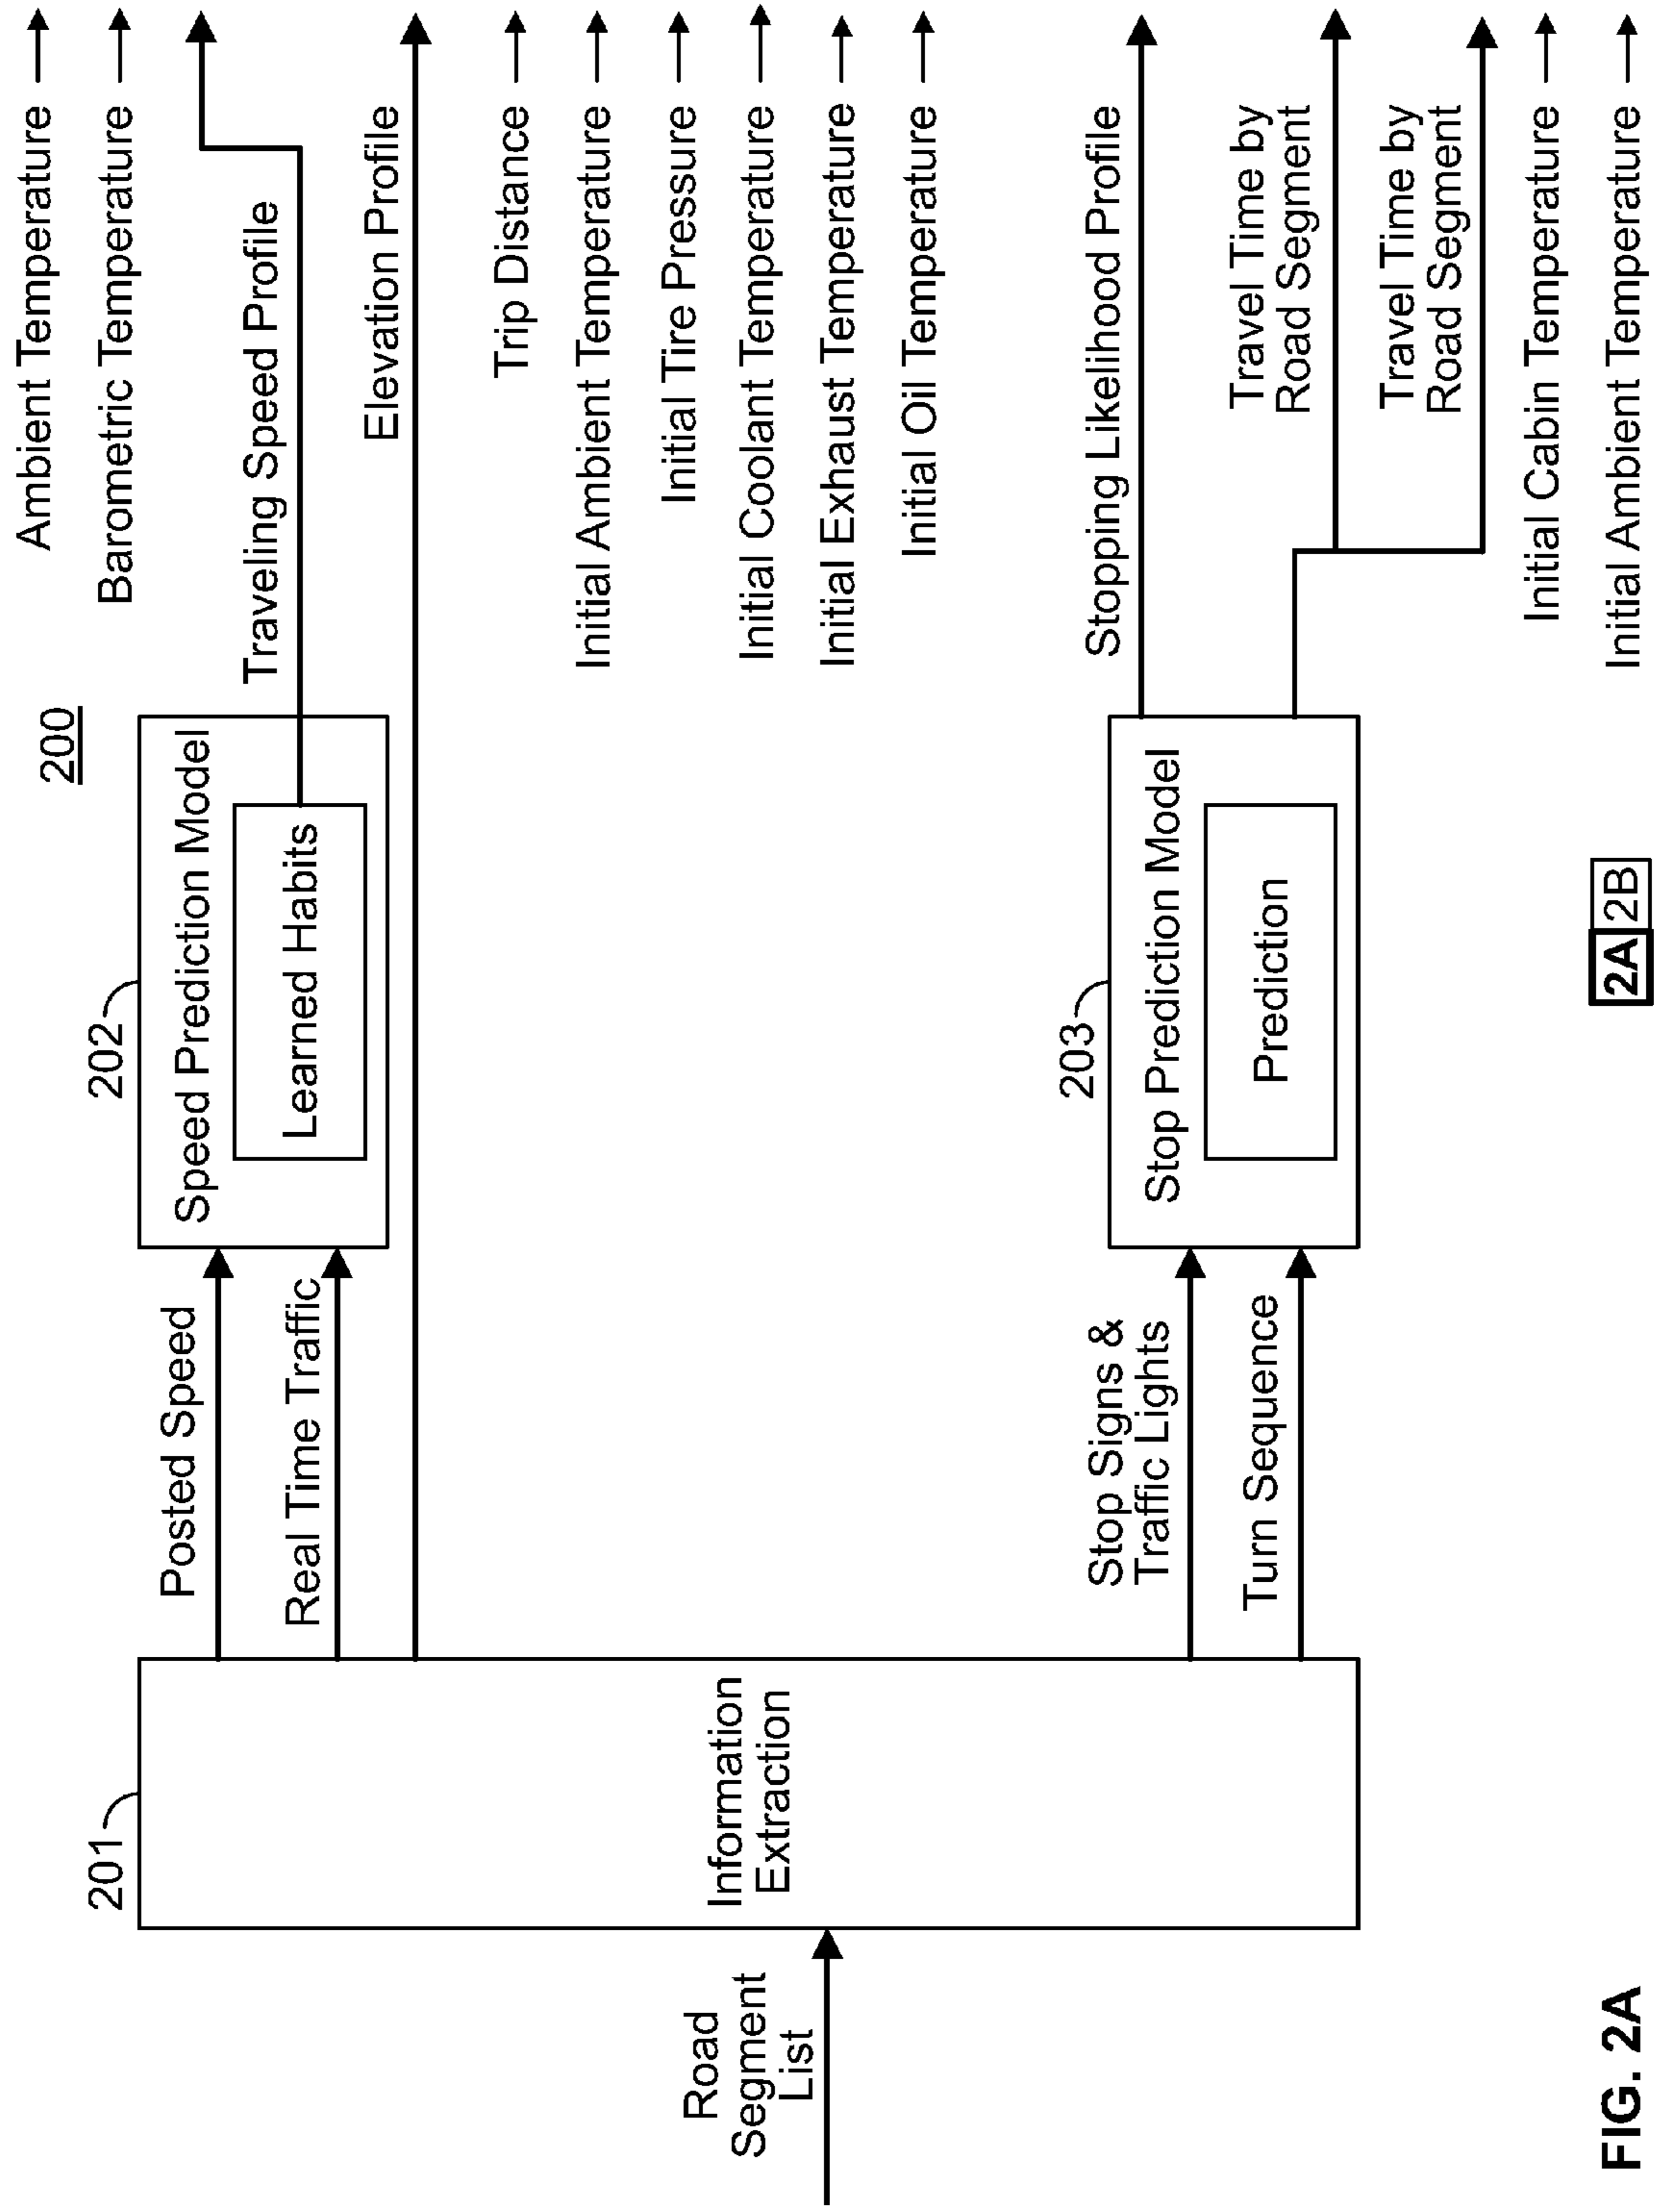 200
Road
Segment
List
201
Information
Extraction
Posted Speed
Real Time Traffic
202
Speed Prediction Model
Learned Habits
Stop Signs &
Traffic Lights
Turn Sequence
203
Stop Prediction Model
Prediction
Ambient Temperature
Barometric Temperature
Traveling Speed Profile
Elevation Profile
Trip Distance
Initial Ambient Temperature
Initial Tire Pressure
Initial Coolant Temperature
Initial Exhaust Temperature
Initial Oil Temperature
Stopping Likelihood Profile
Travel Time by
Road Segment
Travel Time by
Road Segment
Initial Cabin Temperature
Initial Ambient Temperature
FIG. 2A
2A 2B